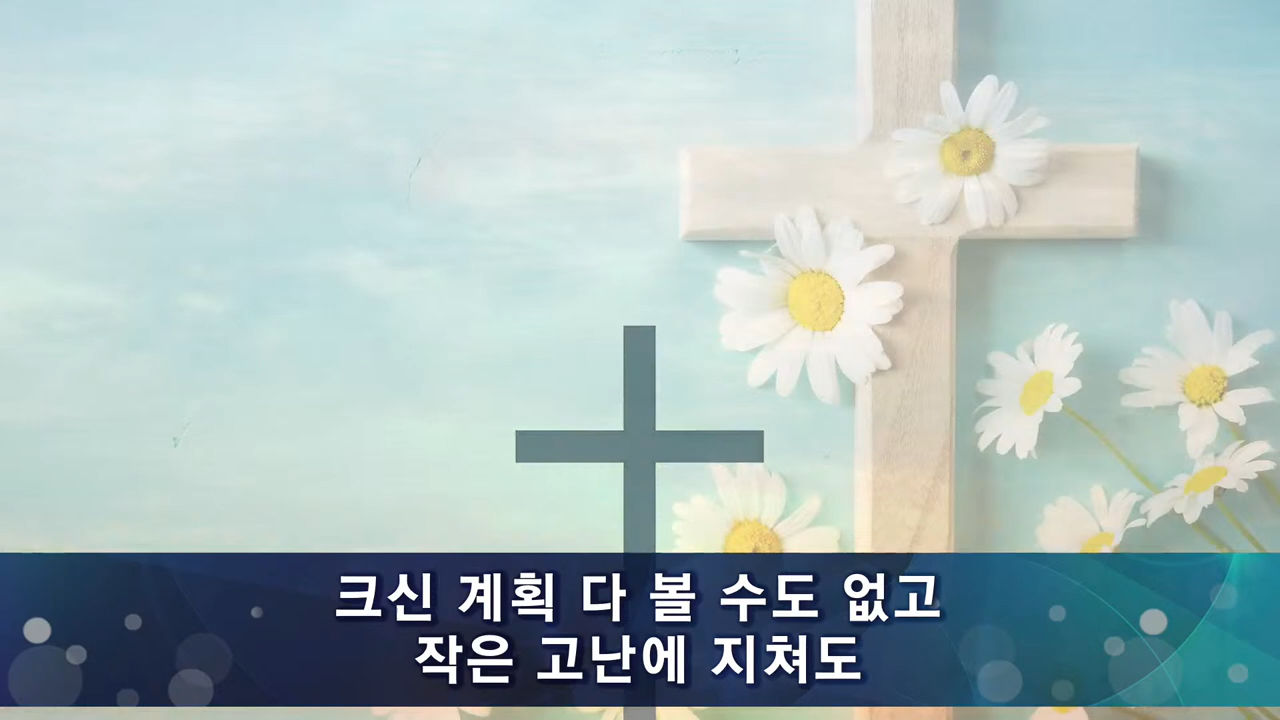 크신 계획 다 볼 수도 없고
작은 고난에 지쳐도